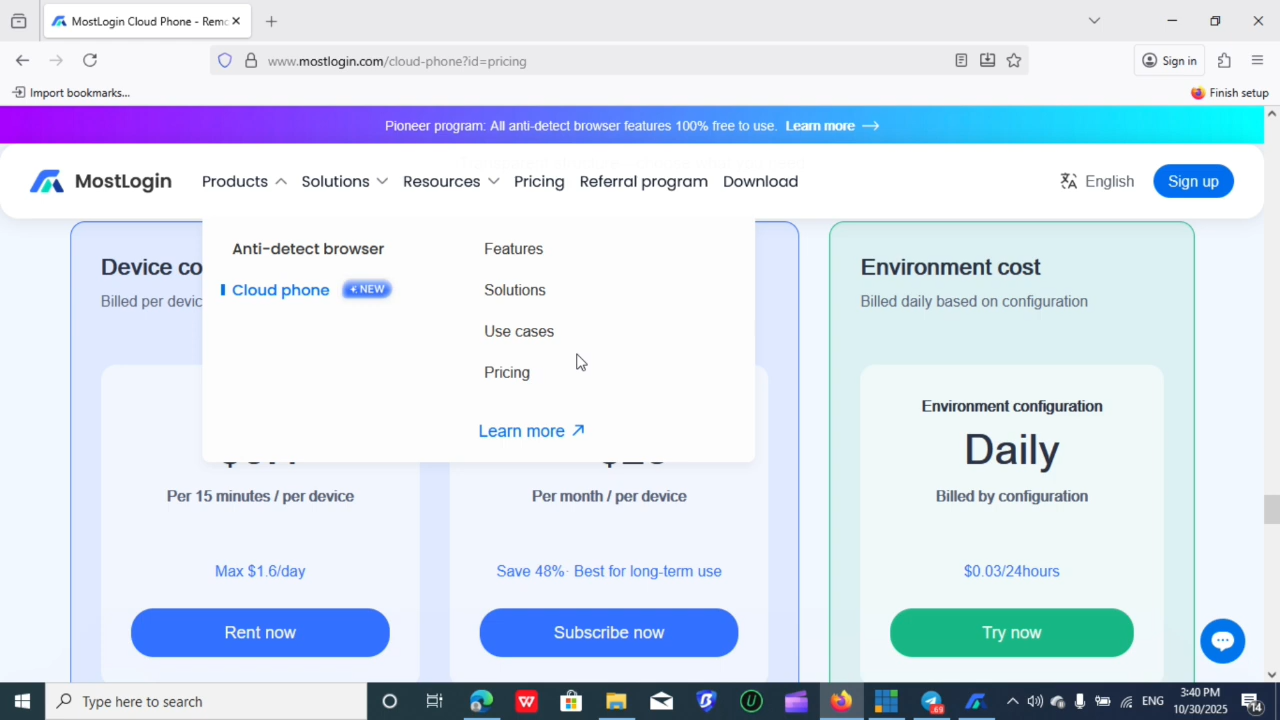 MostLogin Cloud Phone - Remo
Sign in
www.mostlogin.com/cloud-phone?id=pricing
Import bookmarks...
Finish setup
Pioneer program: All anti-detect browser features 100% free to use. Learn more →
MostLogin
Products
Solutions
Resources
Pricing
Referral program
Download
English
Sign up
Anti-detect browser
Cloud phone
NEW
Features
Solutions
Use cases
Pricing
Learn more
Device co
Billed per devic
Per 15 minutes / per device
Max $1.6/day
Rent now
Per month / per device
Save 48%· Best for long-term use
Subscribe now
Environment cost
Billed daily based on configuration
Environment configuration
Daily
Billed by configuration
$0.03/24hours
Try now
Type here to search
.69
ENG
3:40 PM
10/30/2025
14